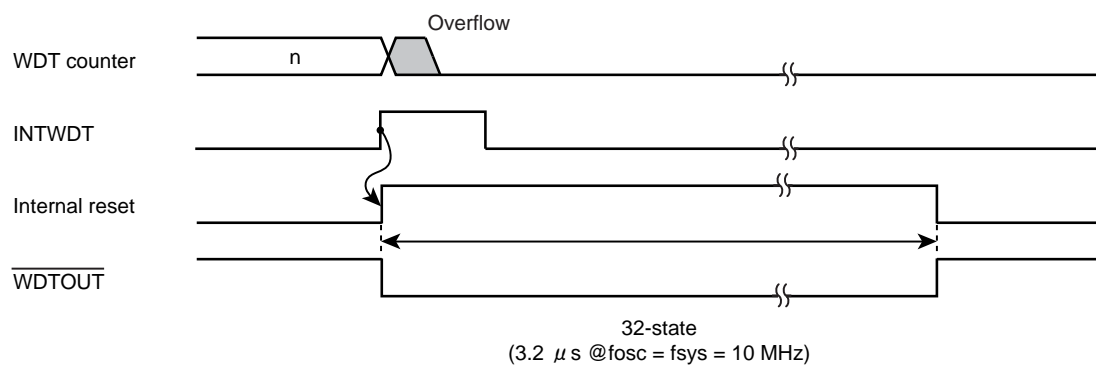 Overflow
WDT counter
n
INTWDT
Internal reset
WDTOUT
32-state
(3.2 μs @fosc = fsys = 10 MHz)